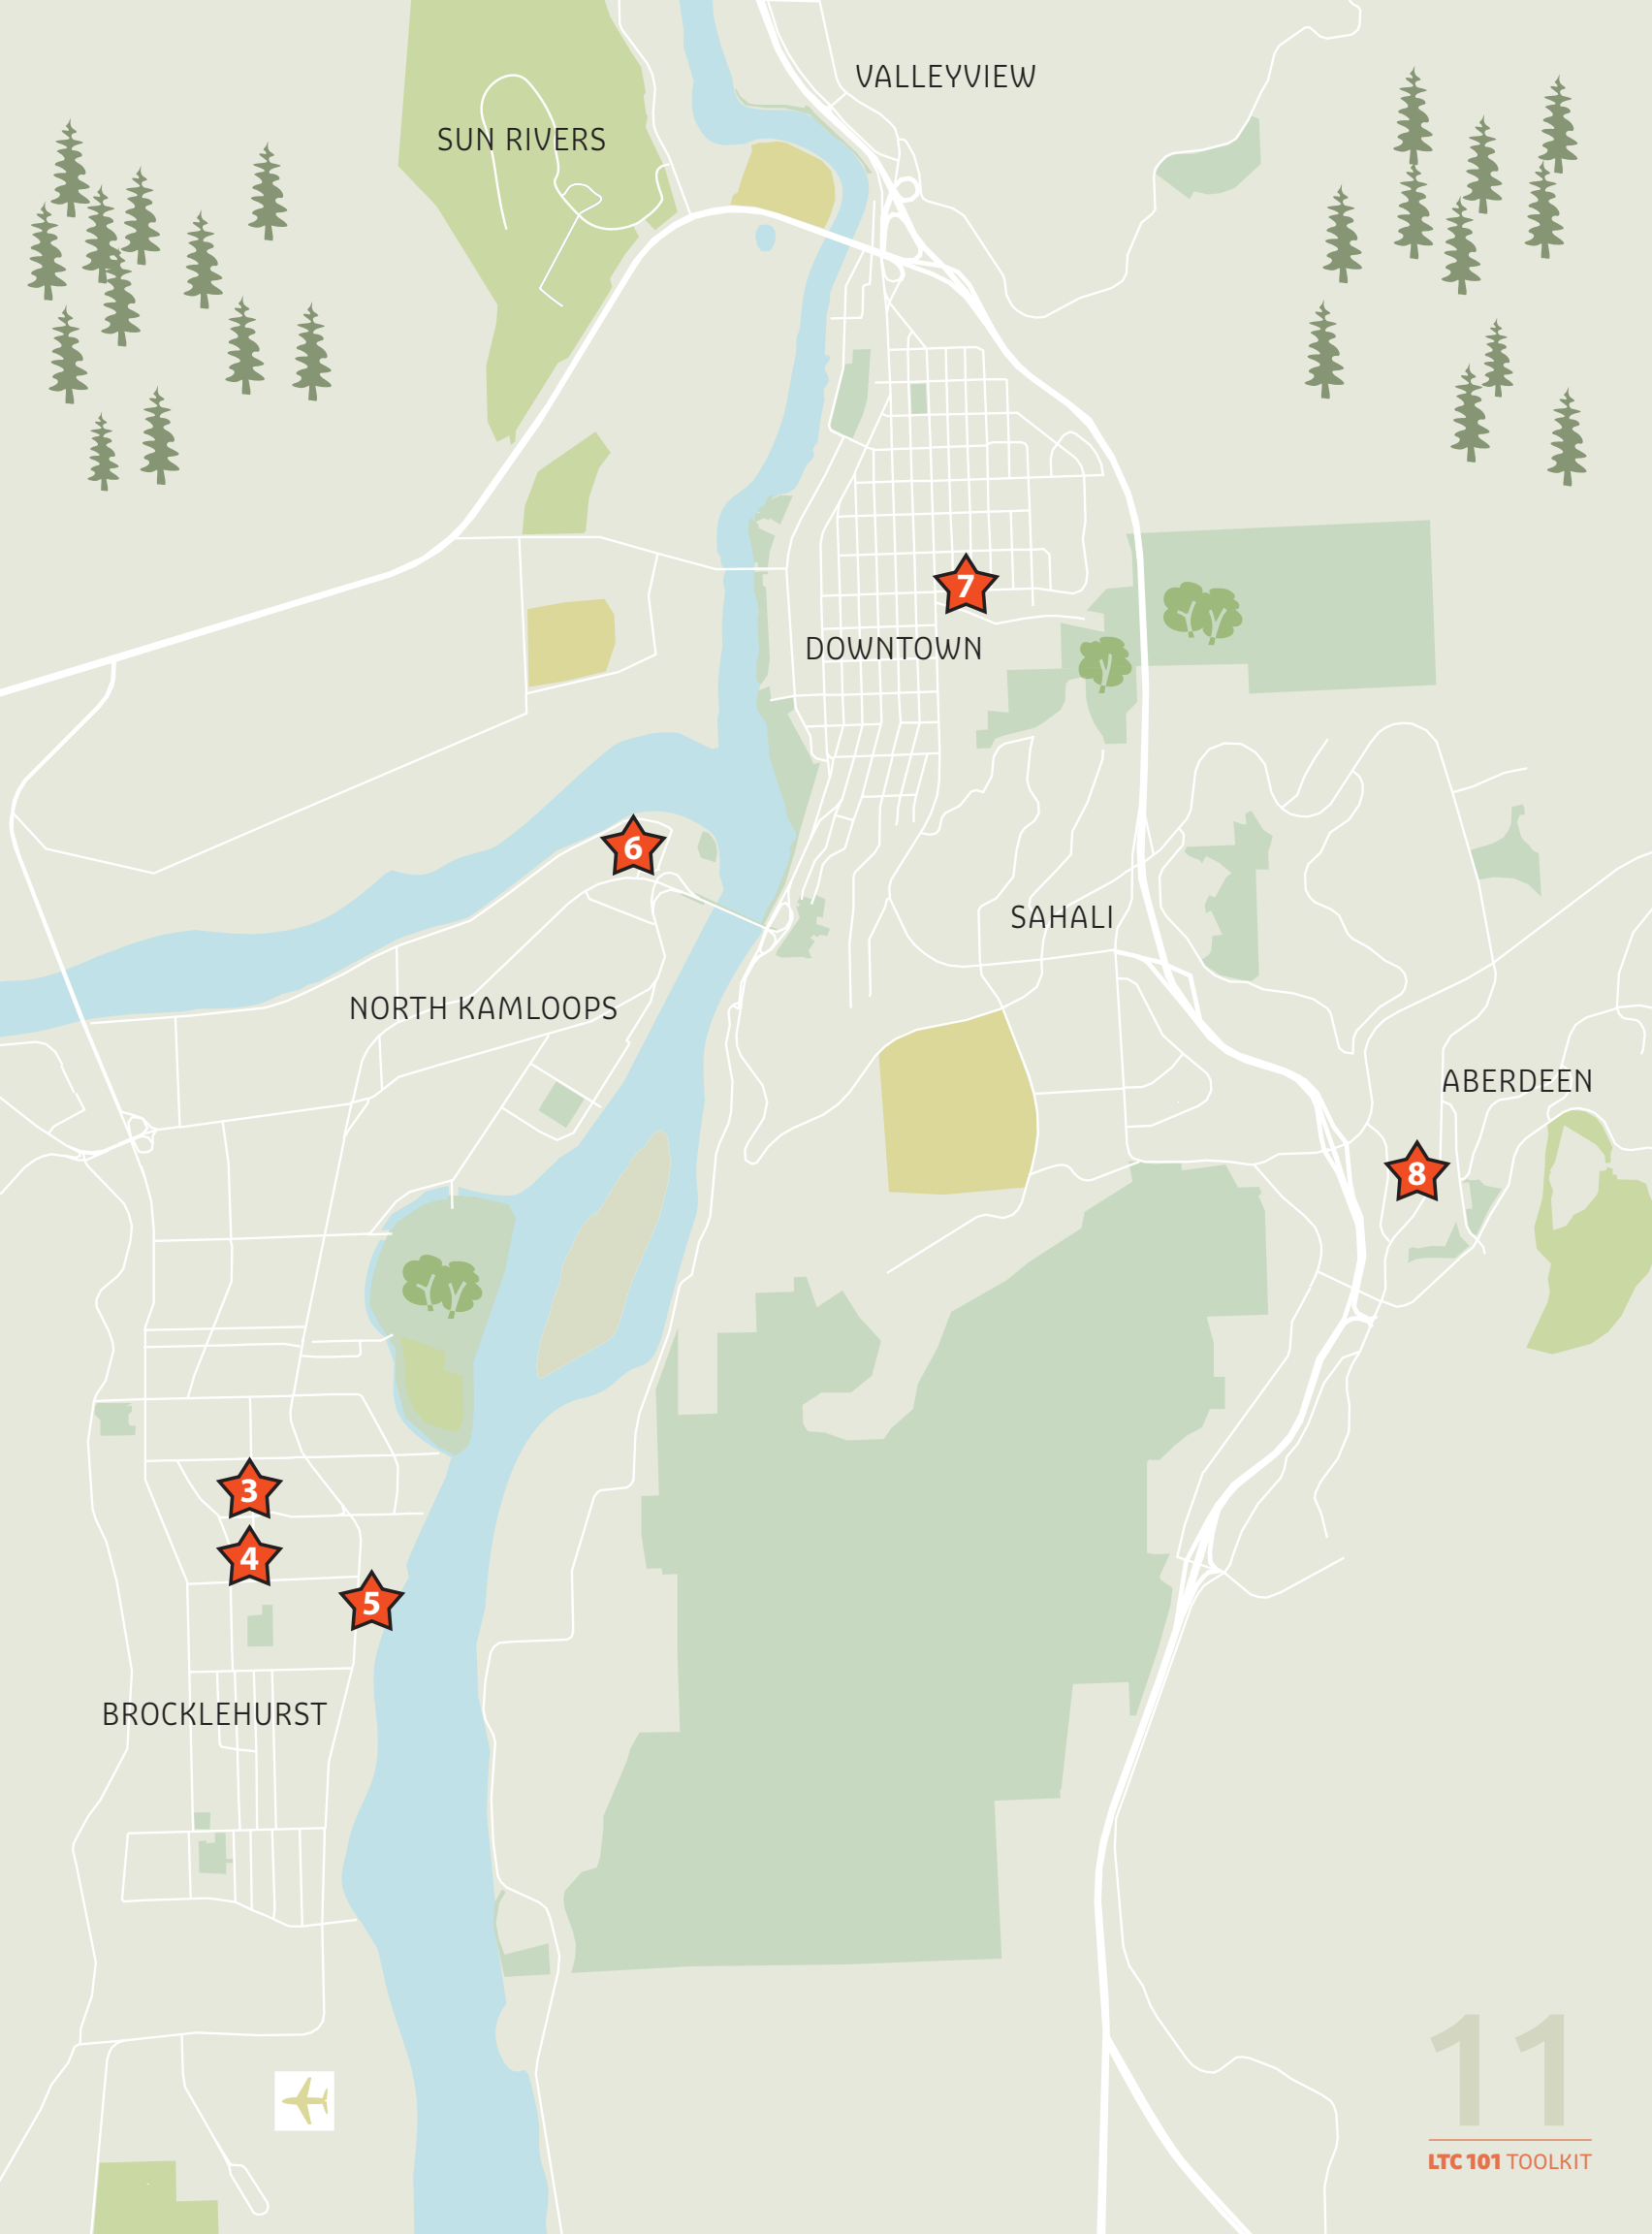 VALLEYVIEW
SUN RIVERS
7
DOWNTOWN
6
SAHALI
NORTH KAMLOOPS
ABERDEEN
8
3
4
5
BROCKLEHURST
11
LTC 101 TOOLKIT